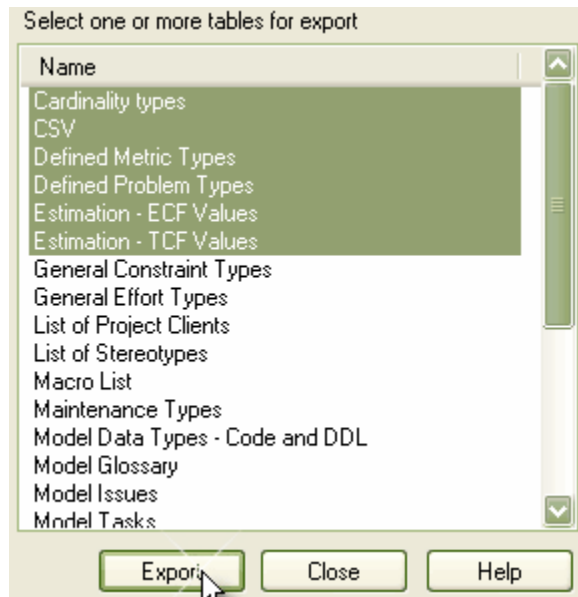 Select one or more tables for export
Name
Cardinality types
CSV
Defined Metric Types
Defined Problem Types
Estimation - ECF Values
Estimation - TCF Values
General Constraint Types
General Effort Types
List of Project Clients
List of Stereotypes
Macro List
Maintenance Types
Model Data Types - Code and DDL
Model Glossary
Model Issues
Model Tasks
Export Close Help